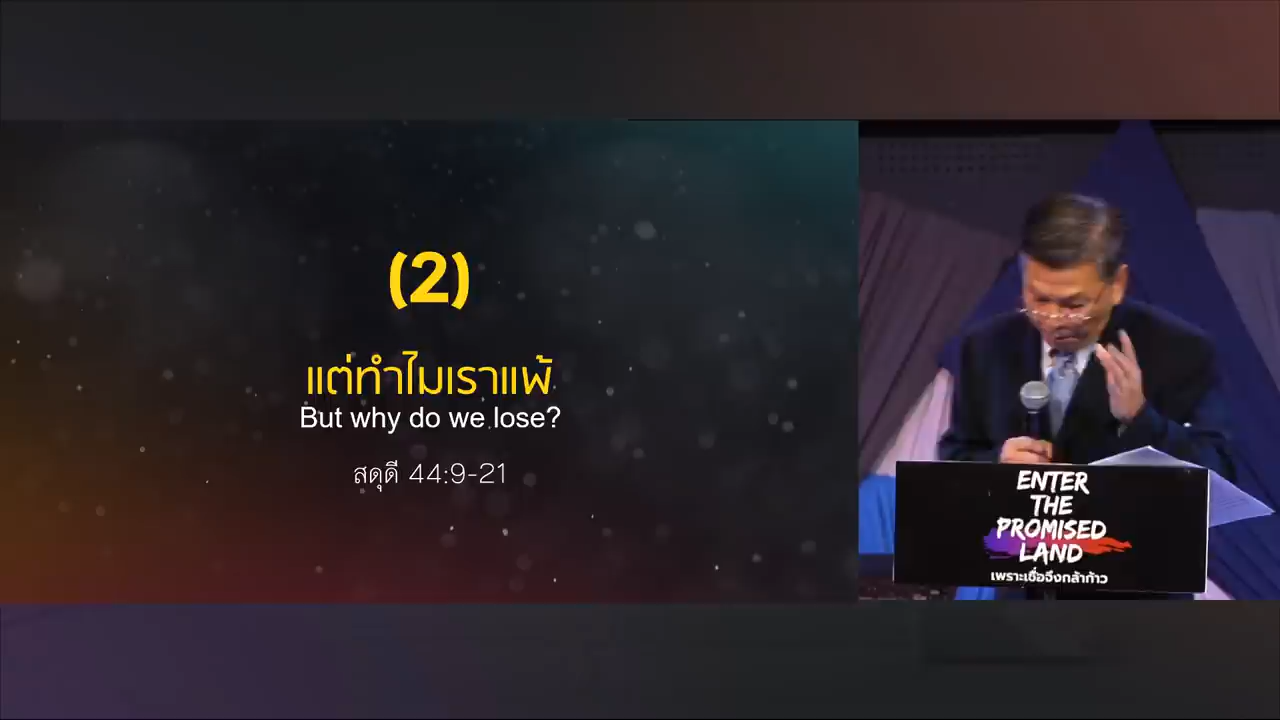 (2)
แต่ทำไมเราแพ้
But why do we lose?
สดุดี 44:9-21
ENTER
THE
PROMISED
LAND
เพราะเชื่อจึงกล้าก้าว